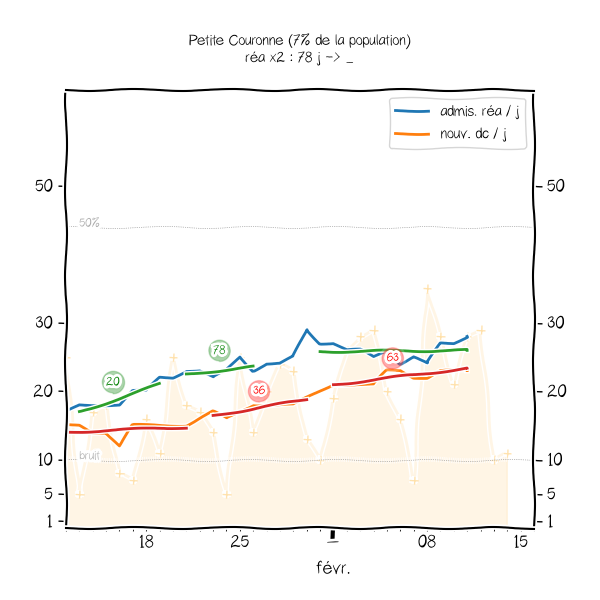 Petite Couronne (7% de la population)
réa x2 : 78 j -> _
admis. réa / j
nouv. dc / j
50 50
50%
30 30
78
63
20
36
20 20
bruit
10 10
5 5
1 1
18 25 1 08 15
févr.